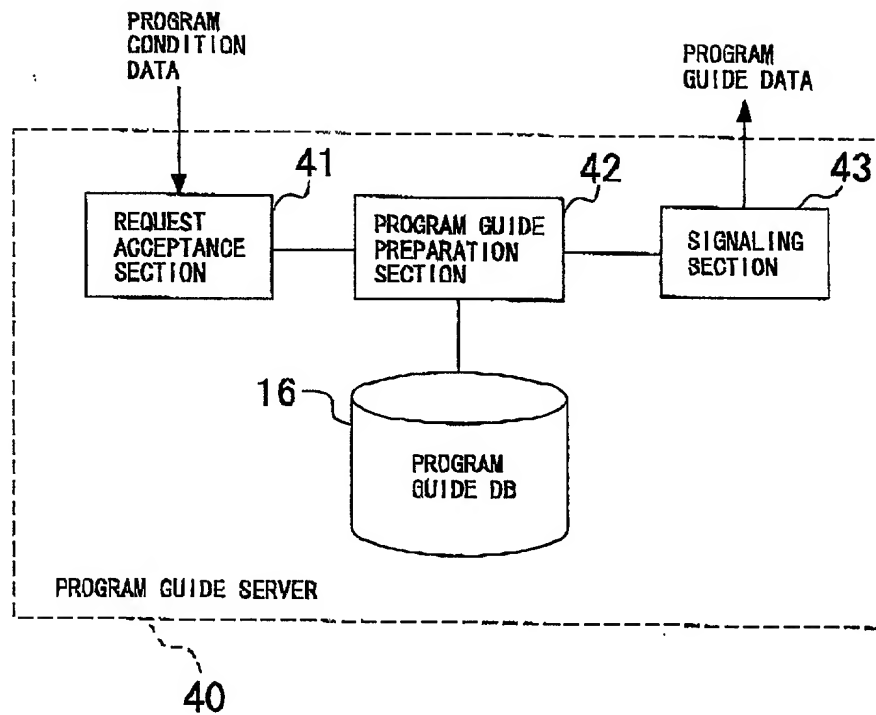 PROGRAM
CONDITION
DATA
PROGRAM
GUIDE DATA
41
42
43
REQUEST
ACCEPTANCE
SECTION
PROGRAM GUIDE
PREPARATION
SECTION
SIGNALING
SECTION
16
PROGRAM
GUIDE DB
PROGRAM GUIDE SERVER
40